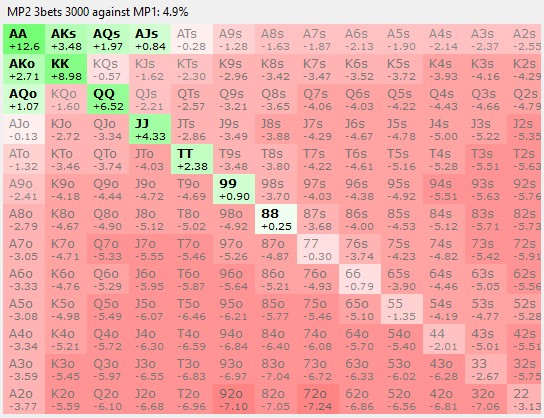 MP2 3bets 3000 against MP1: 4.9%
AA AKs AQs AJs ATs A9s A8s A7s A6s A5s A4s A3s A2s
+12.6 +3.48 +1.97 +0.84 -0.28 -1.28 -1.63 -1.87 -2.13 -1.90 -2.14 -2.37 -2.55
AKo KK KQs KJs KTs K9s K8s K7s K6s K5s K4s K3s K2s
+2.71 +8.98 -0.57 -1.62 -2.30 -2.96 -3.42 -3.47 -3.52 -3.72 -3.93 -4.16 -4.29
AQo KQo QQ QJs QTs Q9s Q8s Q7s Q6s Q5s Q4s Q3s Q2s
+1.07 -1.60 +6.52 -2.21 -2.57 -3.21 -3.65 -4.06 -4.03 -4.22 -4.43 -4.66 -4.79
AJo KJo QJo JJ JTs J9s J8s J7s J6s J5s J4s J3s J2s
-0.13 -2.72 -3.34 +4.33 -2.86 -3.49 -3.88 -4.29 -4.67 -4.78 -5.00 -5.22 -5.35
ATo KTo QTo JTo TT T9s T8s T7s T6s T5s T4s T3s T2s
-1.32 -3.46 -3.74 -4.03 +2.38 -3.48 -3.80 -4.22 -4.61 -5.16 -5.28 -5.51 -5.63
A9o K9o Q9o J9o T9o 99 98s 97s 96s 95s 94s 93s 92s
-2.41 -4.18 -4.44 -4.72 -4.69 +0.90 -3.70 -4.03 -4.38 -4.92 -5.51 -5.63 -5.76
A8o K8o Q8o J8o T8o 98o 88 87s 86s 85s 84s 83s 82s
-2.79 -4.67 -4.90 -5.12 -5.02 -4.92 +0.25 -3.68 -4.00 -4.53 -5.12 -5.71 -5.73
A7o K7o Q7o J7o T7o 97o 87o 77 76s 75s 74s 73s 72s
-3.05 -4.71 -5.33 -5.55 -5.46 -5.26 -4.87 -0.30 -3.74 -4.23 -4.82 -5.42 -5.91
A6o K6o Q6o J6o T6o 96o 86o 76o 66 65s 64s 63s 62s
-3.33 -4.76 -5.29 -5.95 -5.87 -5.64 -5.21 -4.93 -0.79 -3.90 -4.46 -5.05 -5.56
A5o K5o Q5o J5o T5o 95o 85o 75o 65o 55 54s 53s 52s
-3.08 -4.98 -5.49 -6.07 -6.46 -6.21 -5.77 -5.46 -5.10 -1.35 -4.19 -4.77 -5.28
A4o K4o Q4o J4o T4o 94o 84o 74o 64o 54o 44 43s 42s
-3.34 -5.21 -5.72 -6.30 -6.59 -6.84 -6.40 -6.08 -5.70 -5.40 -2.01 -5.01 -5.51
A3o K3o Q3o J3o T3o 93o 83o 73o 63o 53o 43o 33 32s
-3.59 -5.45 -5.97 -6.55 -6.83 -6.97 -7.04 -6.72 -6.33 -6.02 -6.28 -2.67 -5.75
A2o K2o Q2o J2o T2o 92o 82o 72o 62o 52o 42o 32o 22
-3.77 -5.59 -6.10 -6.68 -6.96 -7.10 -7.05 -7.24 -6.86 -6.56 -6.81 -7.06 -3.13